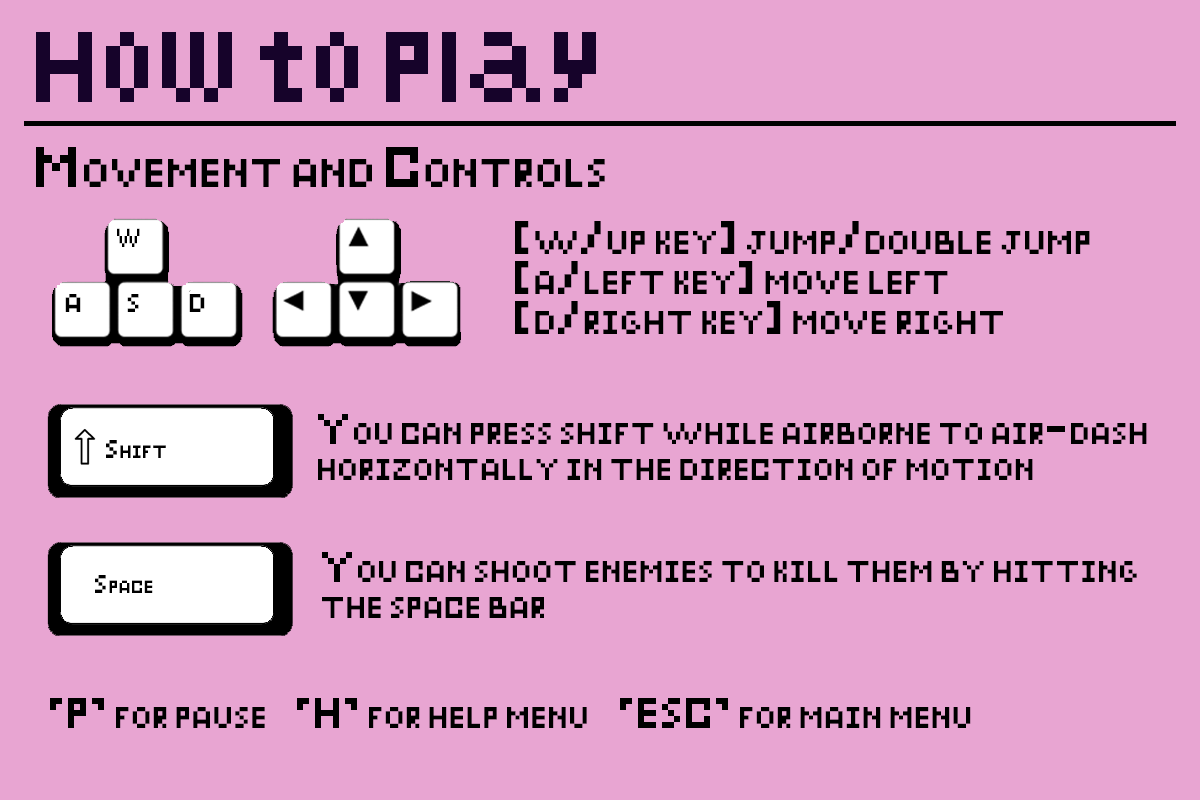 How to Play
Movement and Controls
W
A S D
[W/up key] jump/double jump
[A/left key] move left
[D/right key] move right
Shift
You can press shift while airborne to air-dash
horizontally in the direction of motion
Space
You can shoot enemies to kill them by hitting
the space bar
"P" for pause "H" for help menu "ESC" for main menu